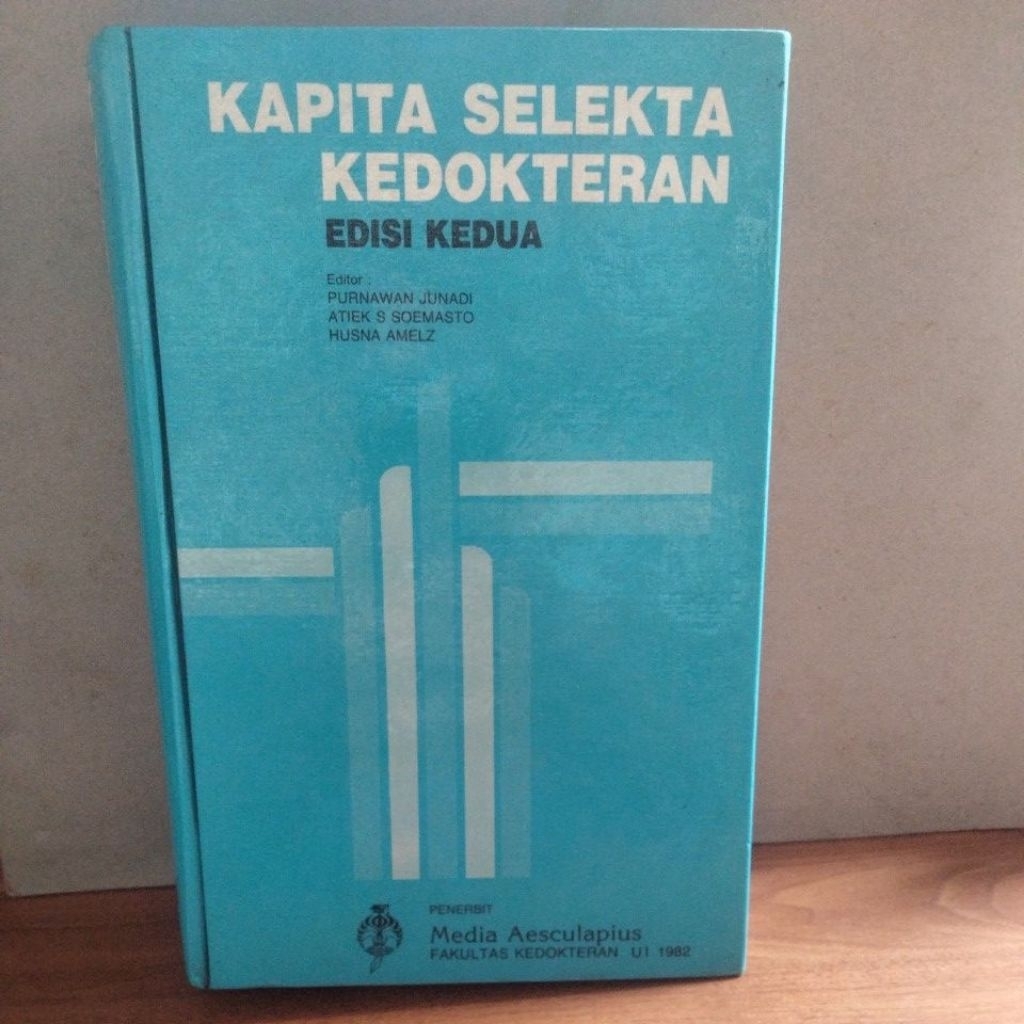 KAPITA SELEKTA
KEDOKTERAN
EDISI KEDUA
Editor :
PURNAWAN JUNADI
ATIEK S SOEMASTO
HUSNA AMELZ
PENERBIT
Media Aesculapius
FAKULTAS KEDOKTERAN UI 1982